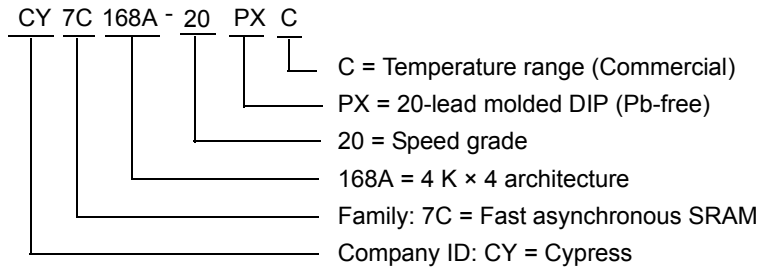 CY 7C 168A - 20 PX C
C = Temperature range (Commercial)
PX = 20-lead molded DIP (Pb-free)
20 = Speed grade
168A = 4 K × 4 architecture
Family: 7C = Fast asynchronous SRAM
Company ID: CY = Cypress